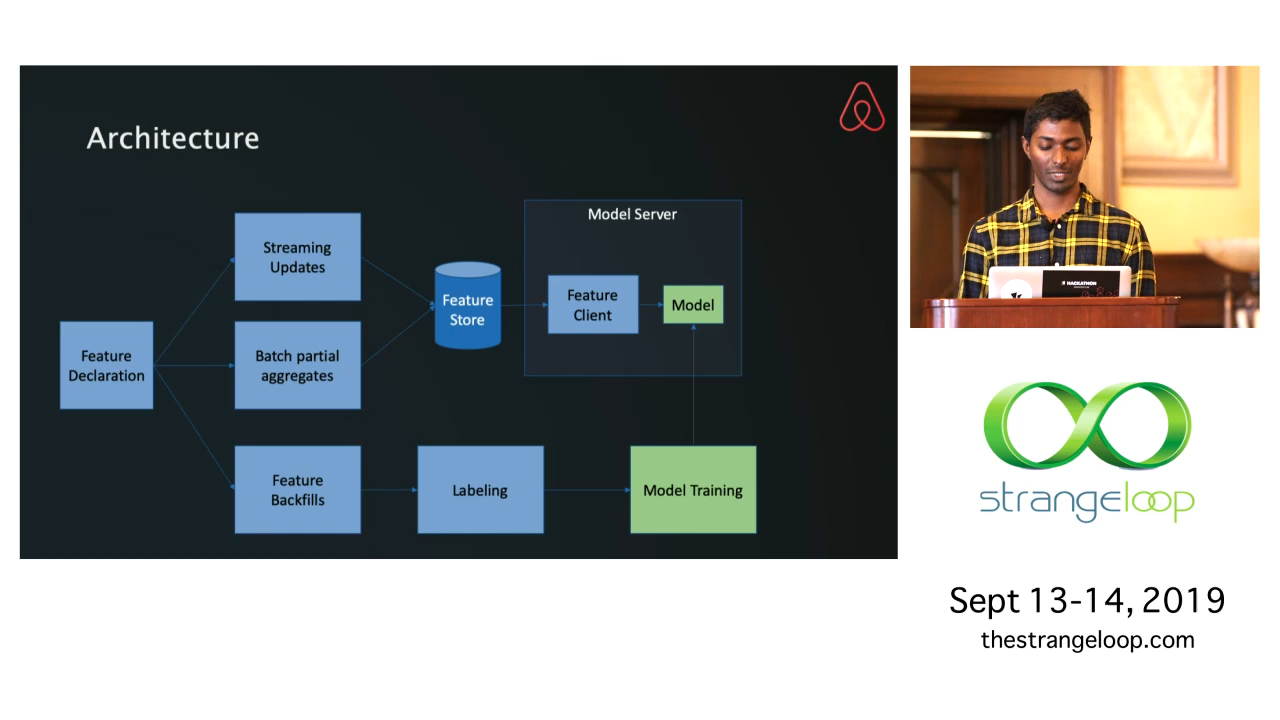 Architecture
Streaming
Updates
Feature
Declaration
Batch partial
aggregates
Feature
Backfills
Feature
Store
Model Server
Feature
Client
Model
Labeling
Model Training
HACKATHON
strangeloop
Sept 13-14, 2019
thestrangeloop.com